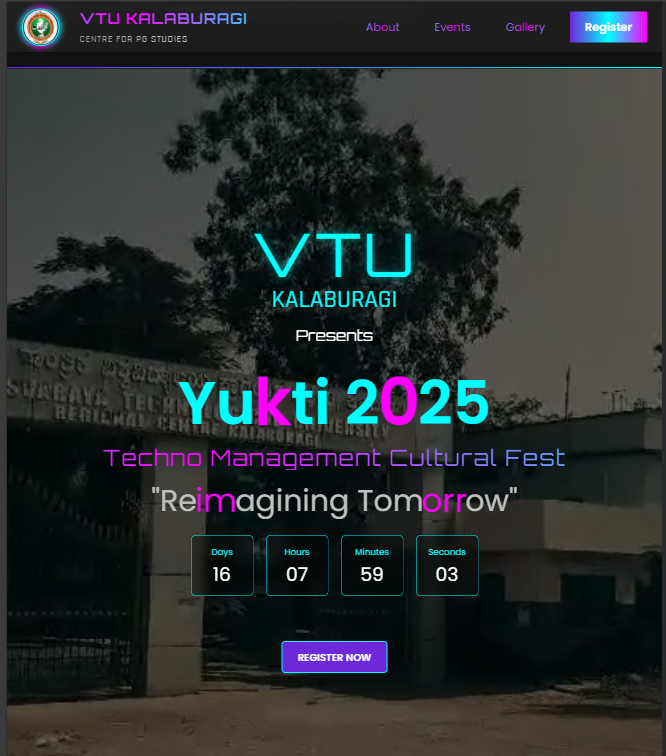 VTU KALABURAGI
CENTRE FOR PG STUDIES
About Events Gallery Register
VTU
KALABURAGI
Presents
Yukti 2025
Techno Management Cultural Fest
"Reimagining Tomorrow"
Days Hours Minutes Seconds
16 07 59 03
REGISTER NOW